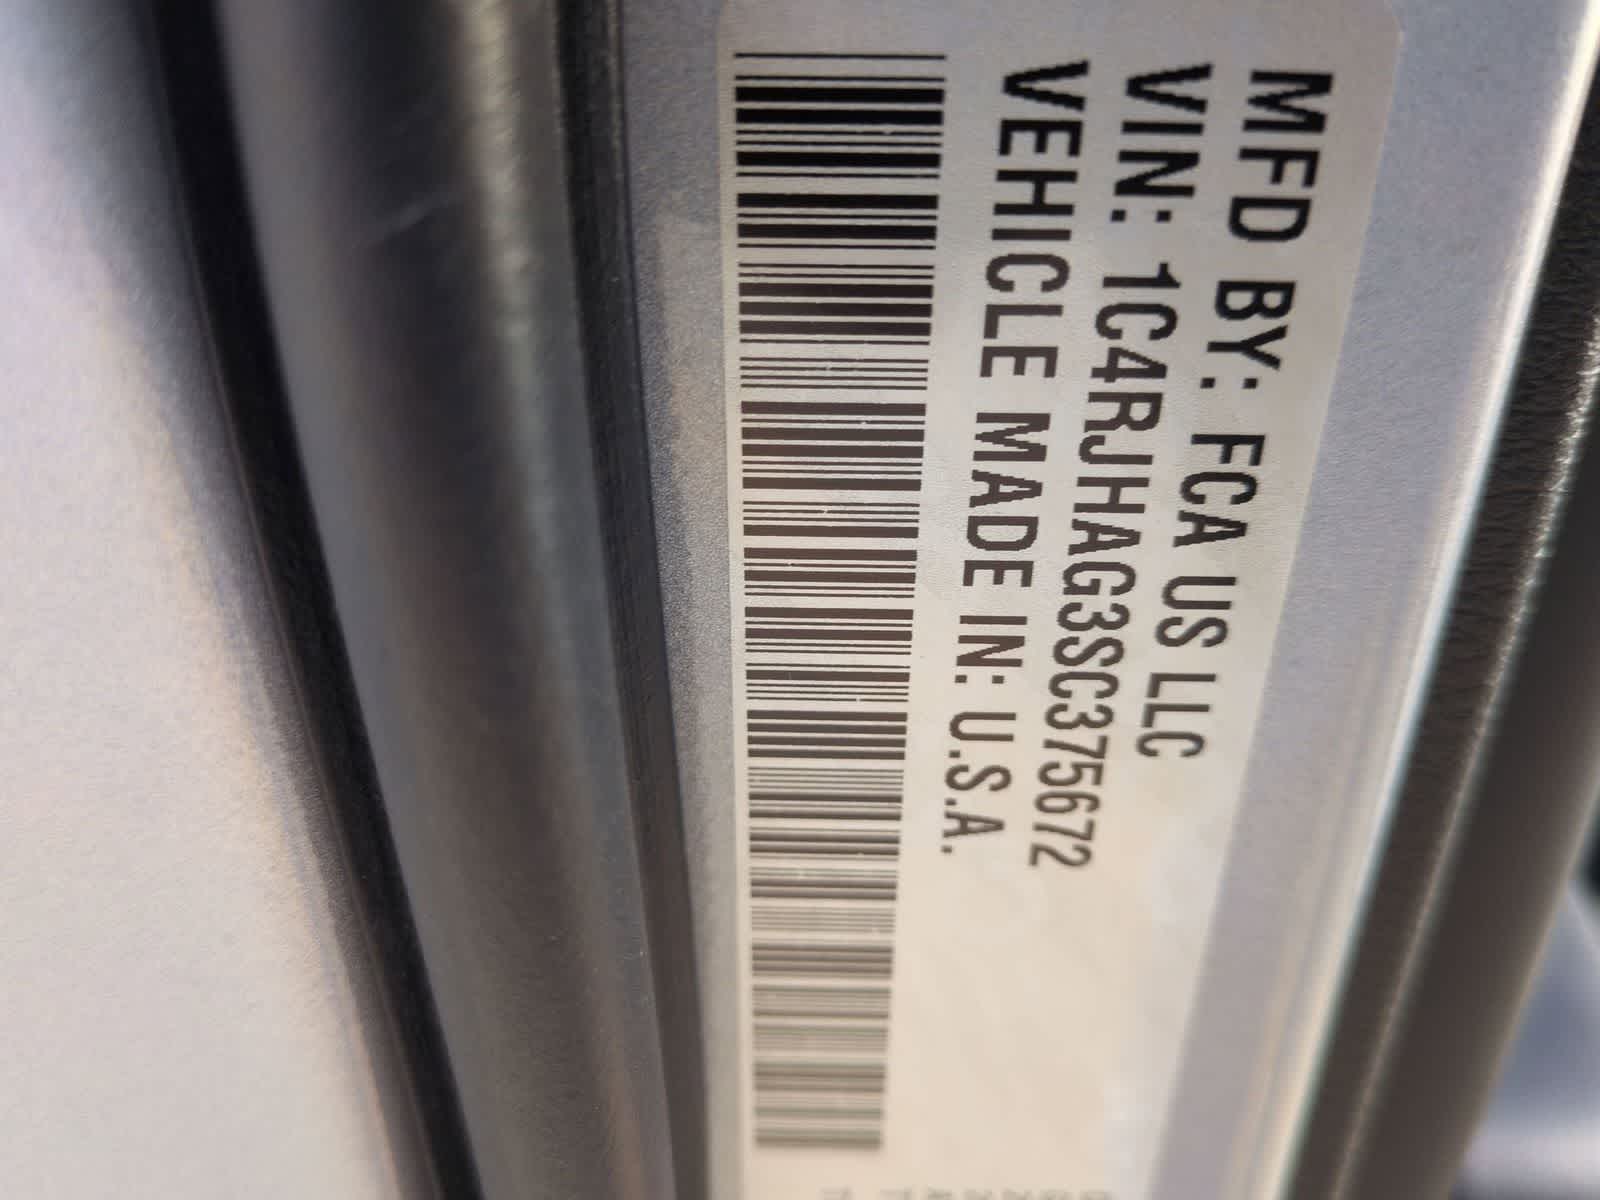 MFD BY: FCA US LLC
VIN: 1C4RJHAG3SC375672
VEHICLE MADE IN: U.S.A.